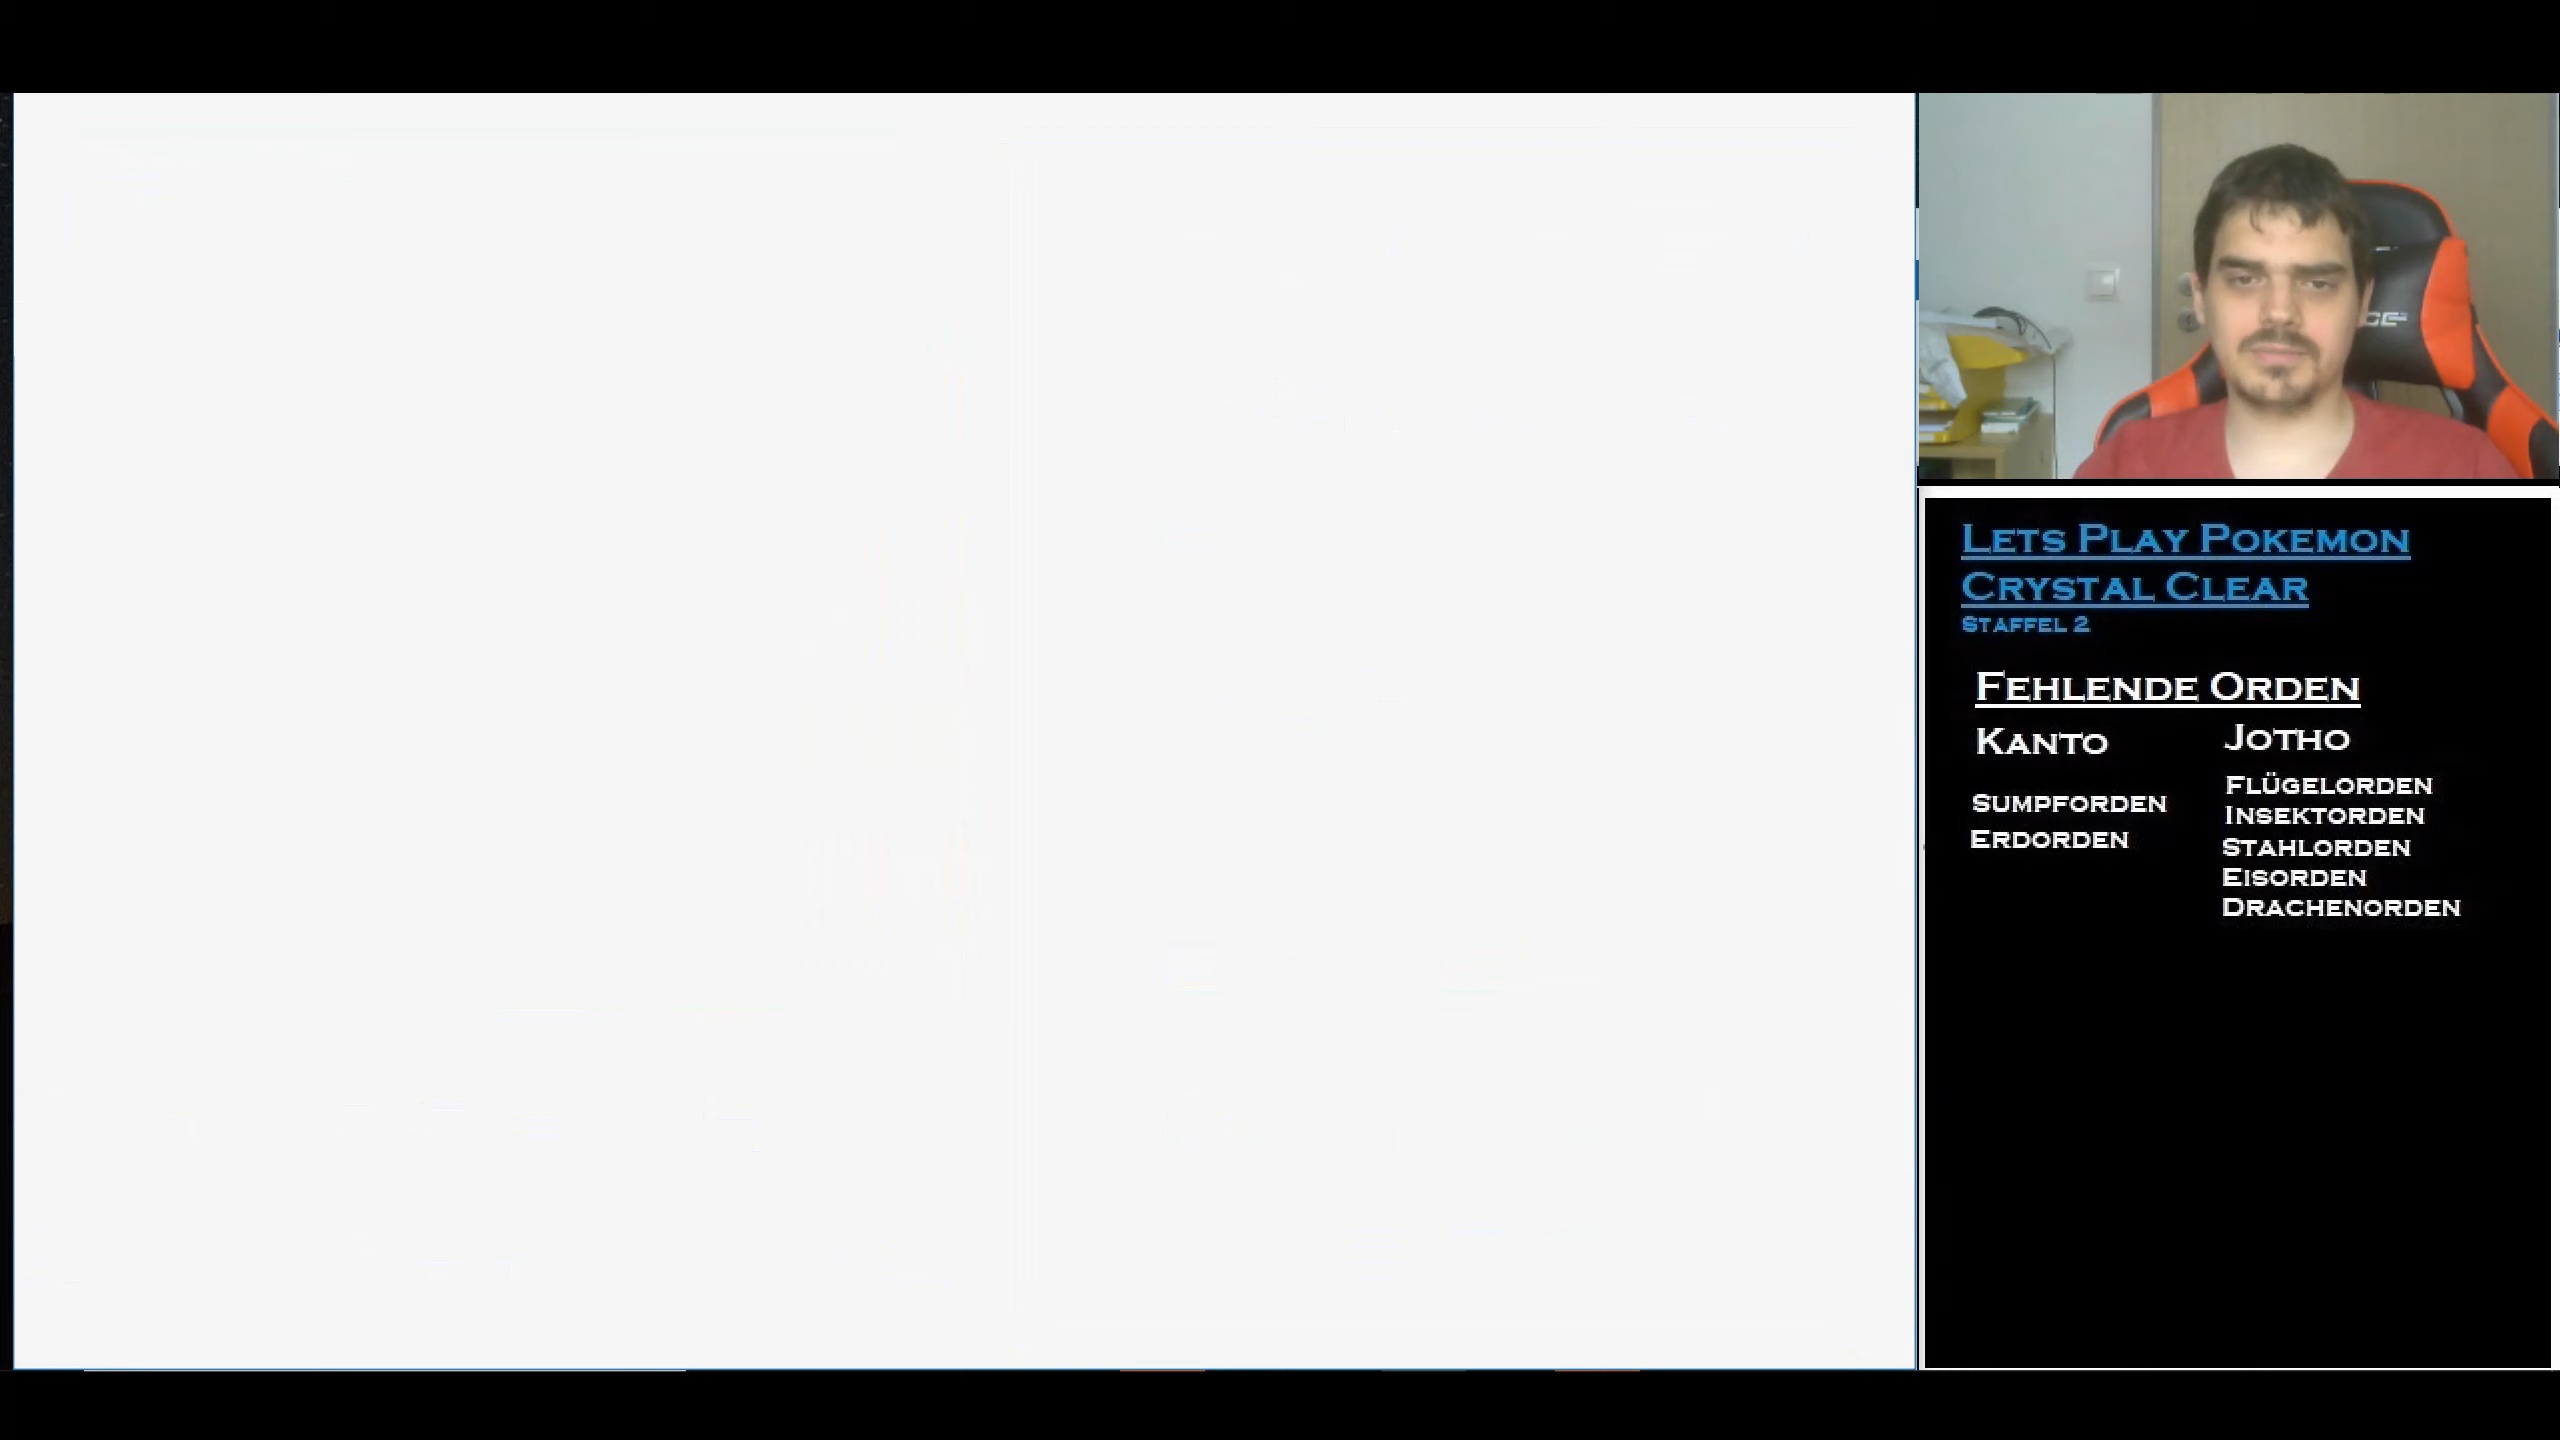 Lets Play Pokemon
Crystal Clear
Staffel 2
Fehlende Orden
Kanto
Sumpforden
Erdorden
Jotho
Flügelorden
Insektorden
Stahlorden
Eisorden
Drachenorden